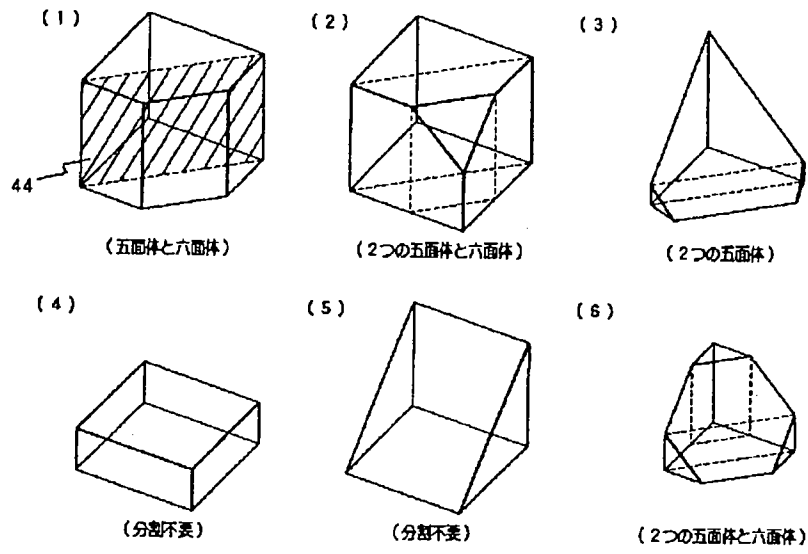 (1)
(2)
(3)
44
(五面体と六面体)
(2つの五面体と六面体)
(2つの五面体)
(4)
(5)
(6)
(分割不要)
(分割不要)
(2つの五面体と六面体)